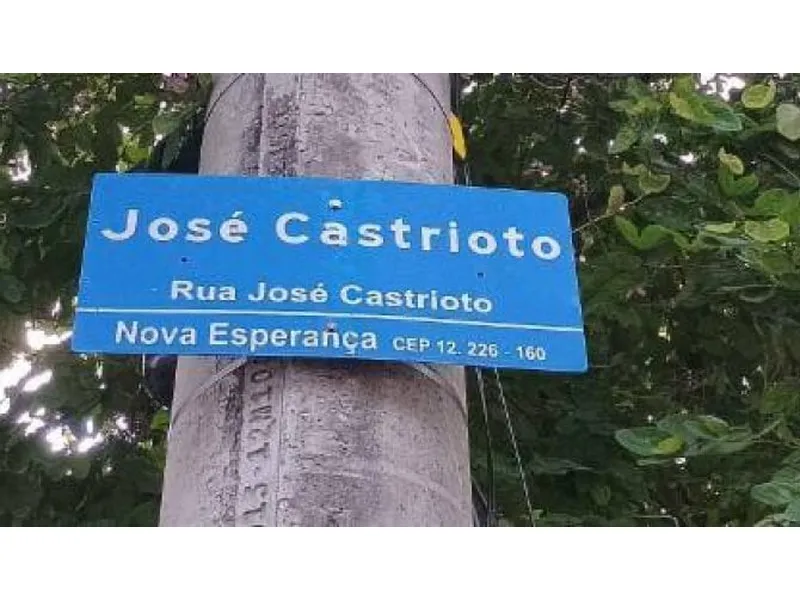 José Castrioto
Rua José Castrioto
Nova Esperança CEP 12. 226 - 160